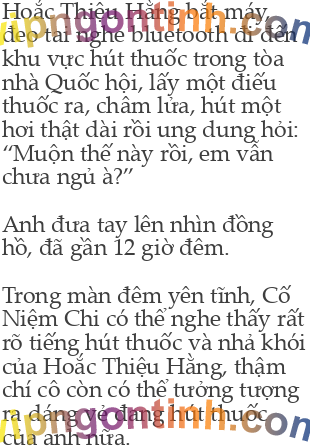 Hoắc Thiệu Hằng bắt máy,
đeo tai nghe bluetooth đi đến
khu vực hút thuốc trong tòa
nhà Quốc hội, lấy một điếu
thuốc ra, châm lửa, hút một
hơi thật dài rồi ung dung hỏi:
“Muộn thế này rồi, em vẫn
chưa ngủ à?”
Anh đưa tay lên nhìn đồng
hồ, đã gần 12 giờ đêm.
Trong màn đêm yên tĩnh, Cố
Niệm Chi có thể nghe thấy rất
rõ tiếng hút thuốc và nhả khói
của Hoắc Thiệu Hằng, thậm
chí cô còn có thể tưởng tượng
ra dáng vẻ đang hút thuốc
của anh nữa.
vipngontinh.com
vipngontinh.com